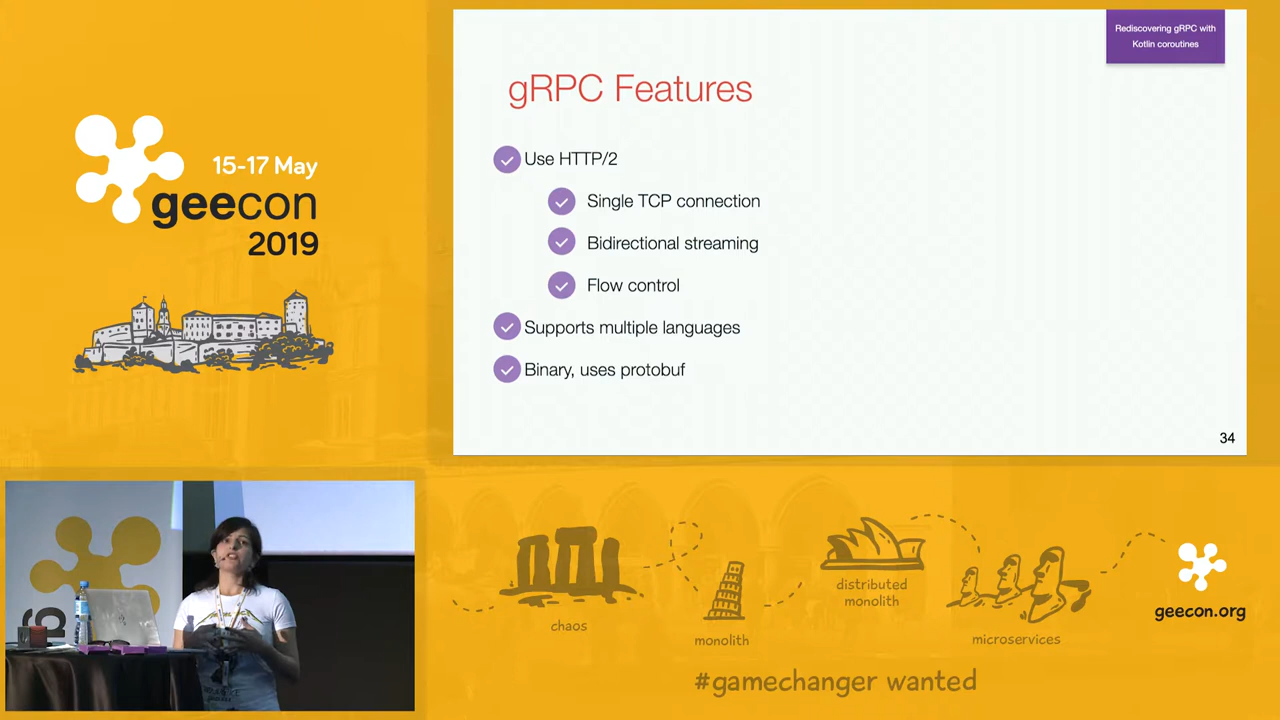 15-17 May
geecon
2019
Rediscovering gRPC with
Kotlin coroutines
gRPC Features
Use HTTP/2
Single TCP connection
Bidirectional streaming
Flow control
Supports multiple languages
Binary, uses protobuf
34
chaos
monolith
distributed
monolith
microservices
geecon.org
#gamechanger wanted